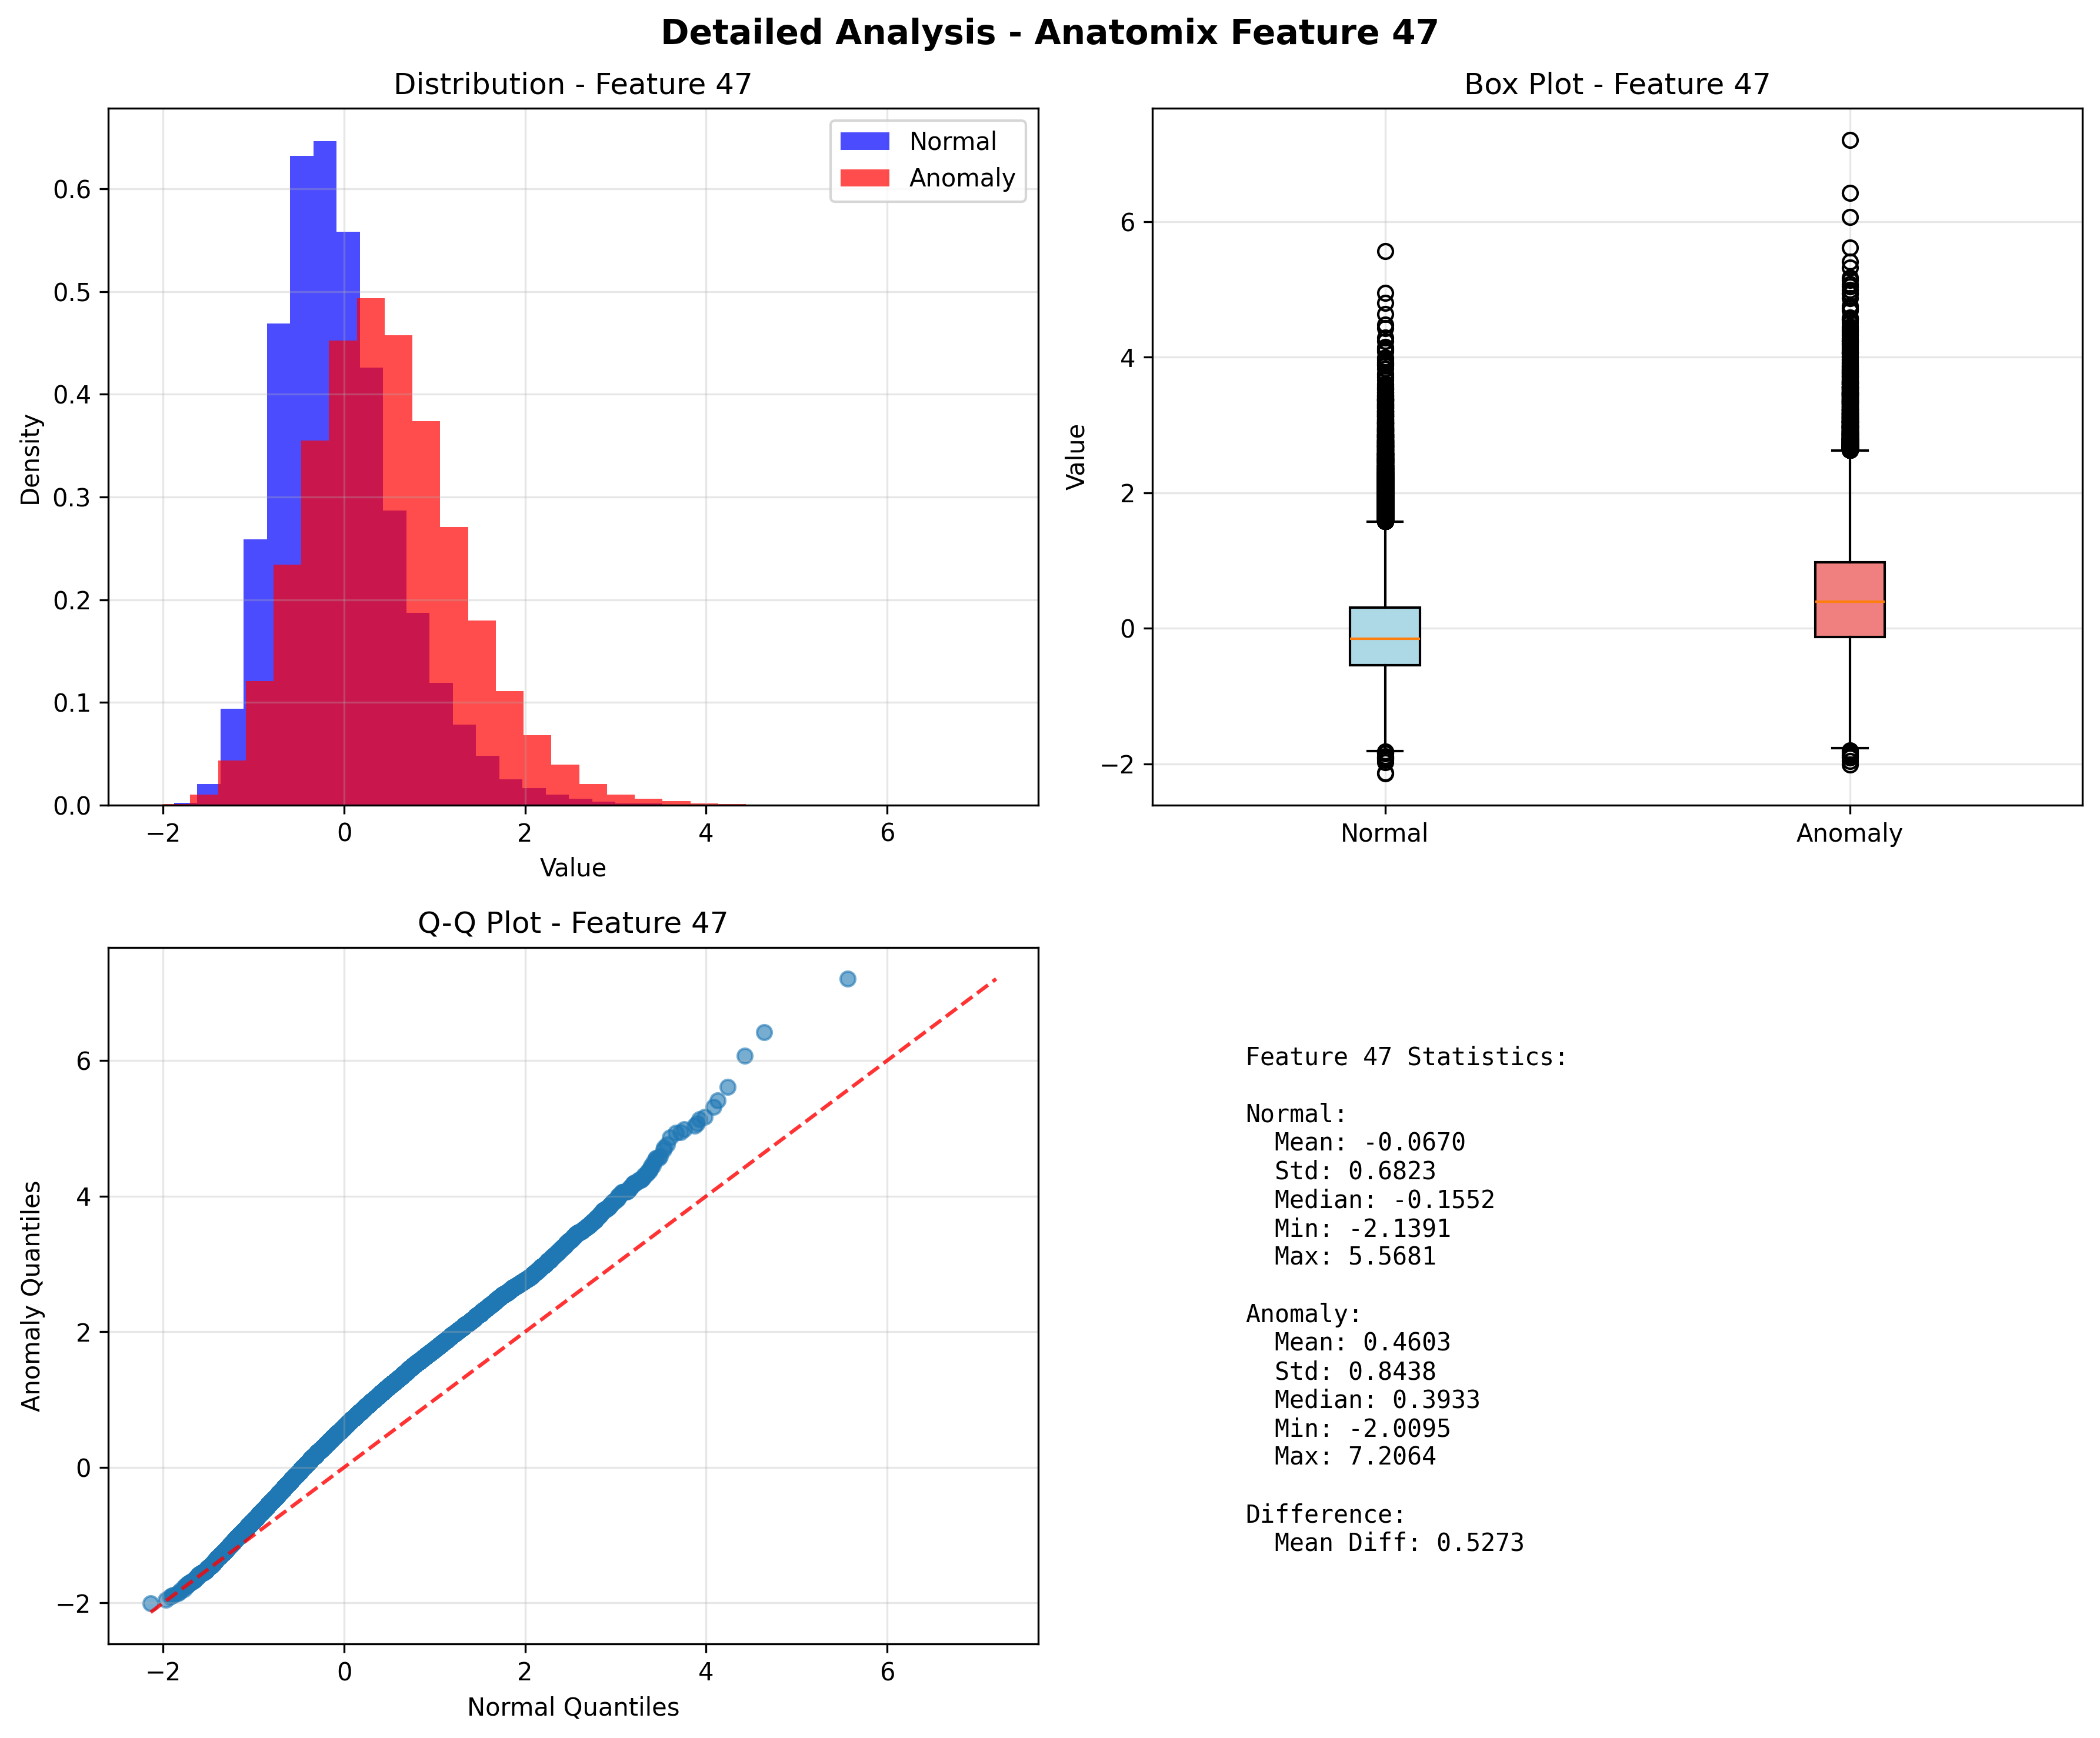 Detailed Analysis - Anatomix Feature 47
Distribution - Feature 47
Normal
Anomaly
Density
0.6
0.5
0.4
0.3
0.2
0.1
0.0
−2
0
2
4
6
Value
Box Plot - Feature 47
Value
6
4
2
0
−2
Normal
Anomaly
Q-Q Plot - Feature 47
Anomaly Quantiles
6
4
2
0
−2
−2
0
2
4
6
Normal Quantiles
Feature 47 Statistics:
Normal:
Mean: -0.0670
Std: 0.6823
Median: -0.1552
Min: -2.1391
Max: 5.5681
Anomaly:
Mean: 0.4603
Std: 0.8438
Median: 0.3933
Min: -2.0095
Max: 7.2064
Difference:
Mean Diff: 0.5273